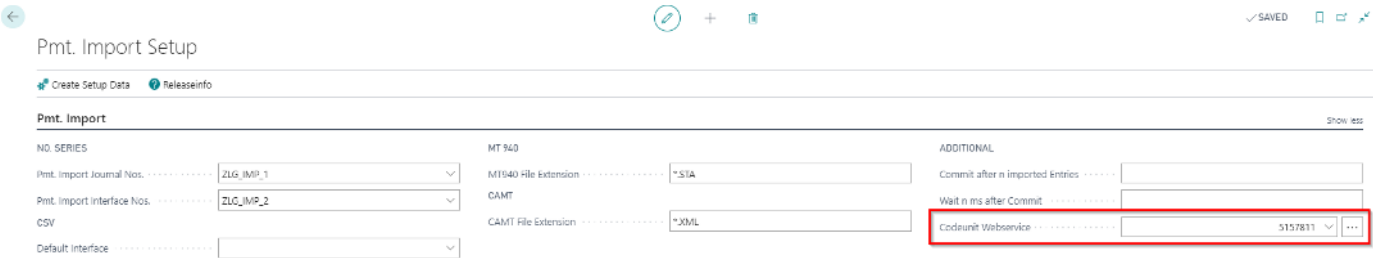 SAVED
Pmt. Import Setup
Create Setup Data Releaseinfo
Pmt. Import Show less
NO. SERIES
Pmt. Import Journal Nos. ZLG_IMP_1
Pmt. Import Interface Nos. ZLG_IMP_2
CSV
Default Interface
MT 940
MT940 File Extension *.STA
CAMT
CAMT File Extension *.XML
ADDITIONAL
Commit after n imported Entries
Wait n ms after Commit
Codeunit Webservice 5157811